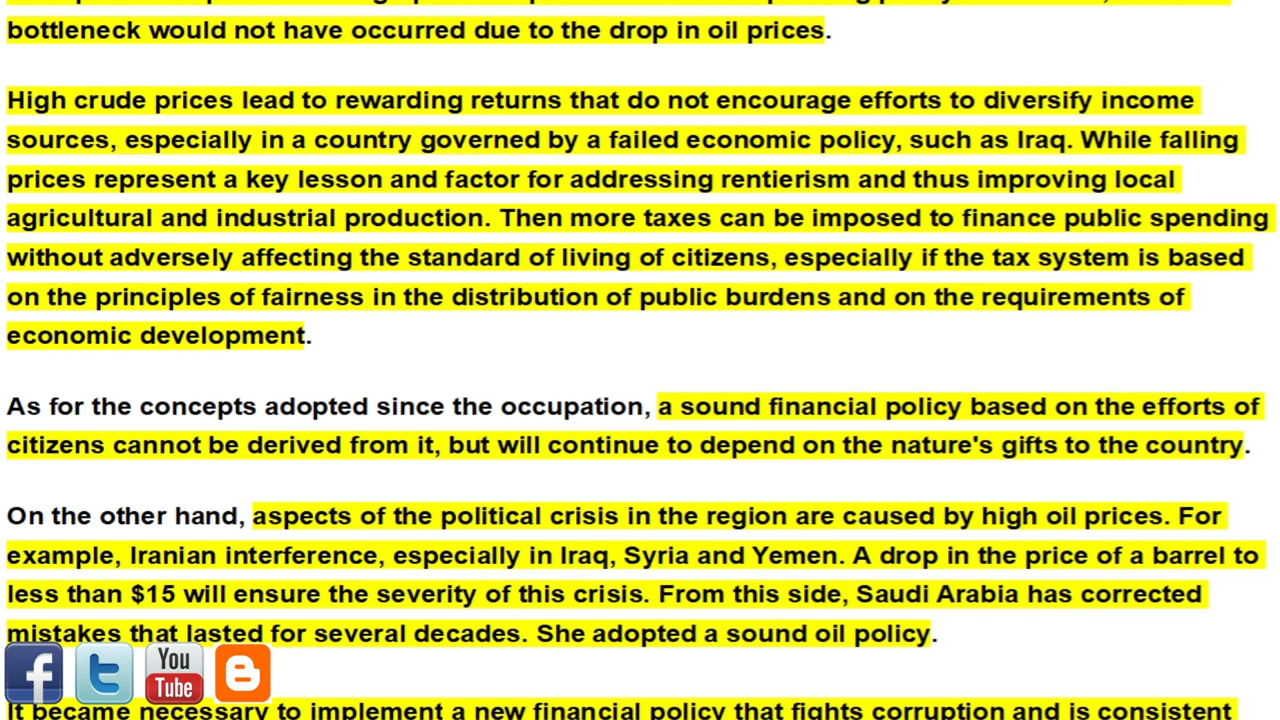 bottleneck would not have occurred due to the drop in oil prices.
High crude prices lead to rewarding returns that do not encourage efforts to diversify income
sources, especially in a country governed by a failed economic policy, such as Iraq. While falling
prices represent a key lesson and factor for addressing rentierism and thus improving local
agricultural and industrial production. Then more taxes can be imposed to finance public spending
without adversely affecting the standard of living of citizens, especially if the tax system is based
on the principles of fairness in the distribution of public burdens and on the requirements of
economic development.
As for the concepts adopted since the occupation, a sound financial policy based on the efforts of
citizens cannot be derived from it, but will continue to depend on the nature's gifts to the country.
On the other hand, aspects of the political crisis in the region are caused by high oil prices. For
example, Iranian interference, especially in Iraq, Syria and Yemen. A drop in the price of a barrel to
less than $15 will ensure the severity of this crisis. From this side, Saudi Arabia has corrected
mistakes that lasted for several decades. She adopted a sound oil policy.
You
Tube
It became necessary to implement a new financial policy that fights corruption and is consistent